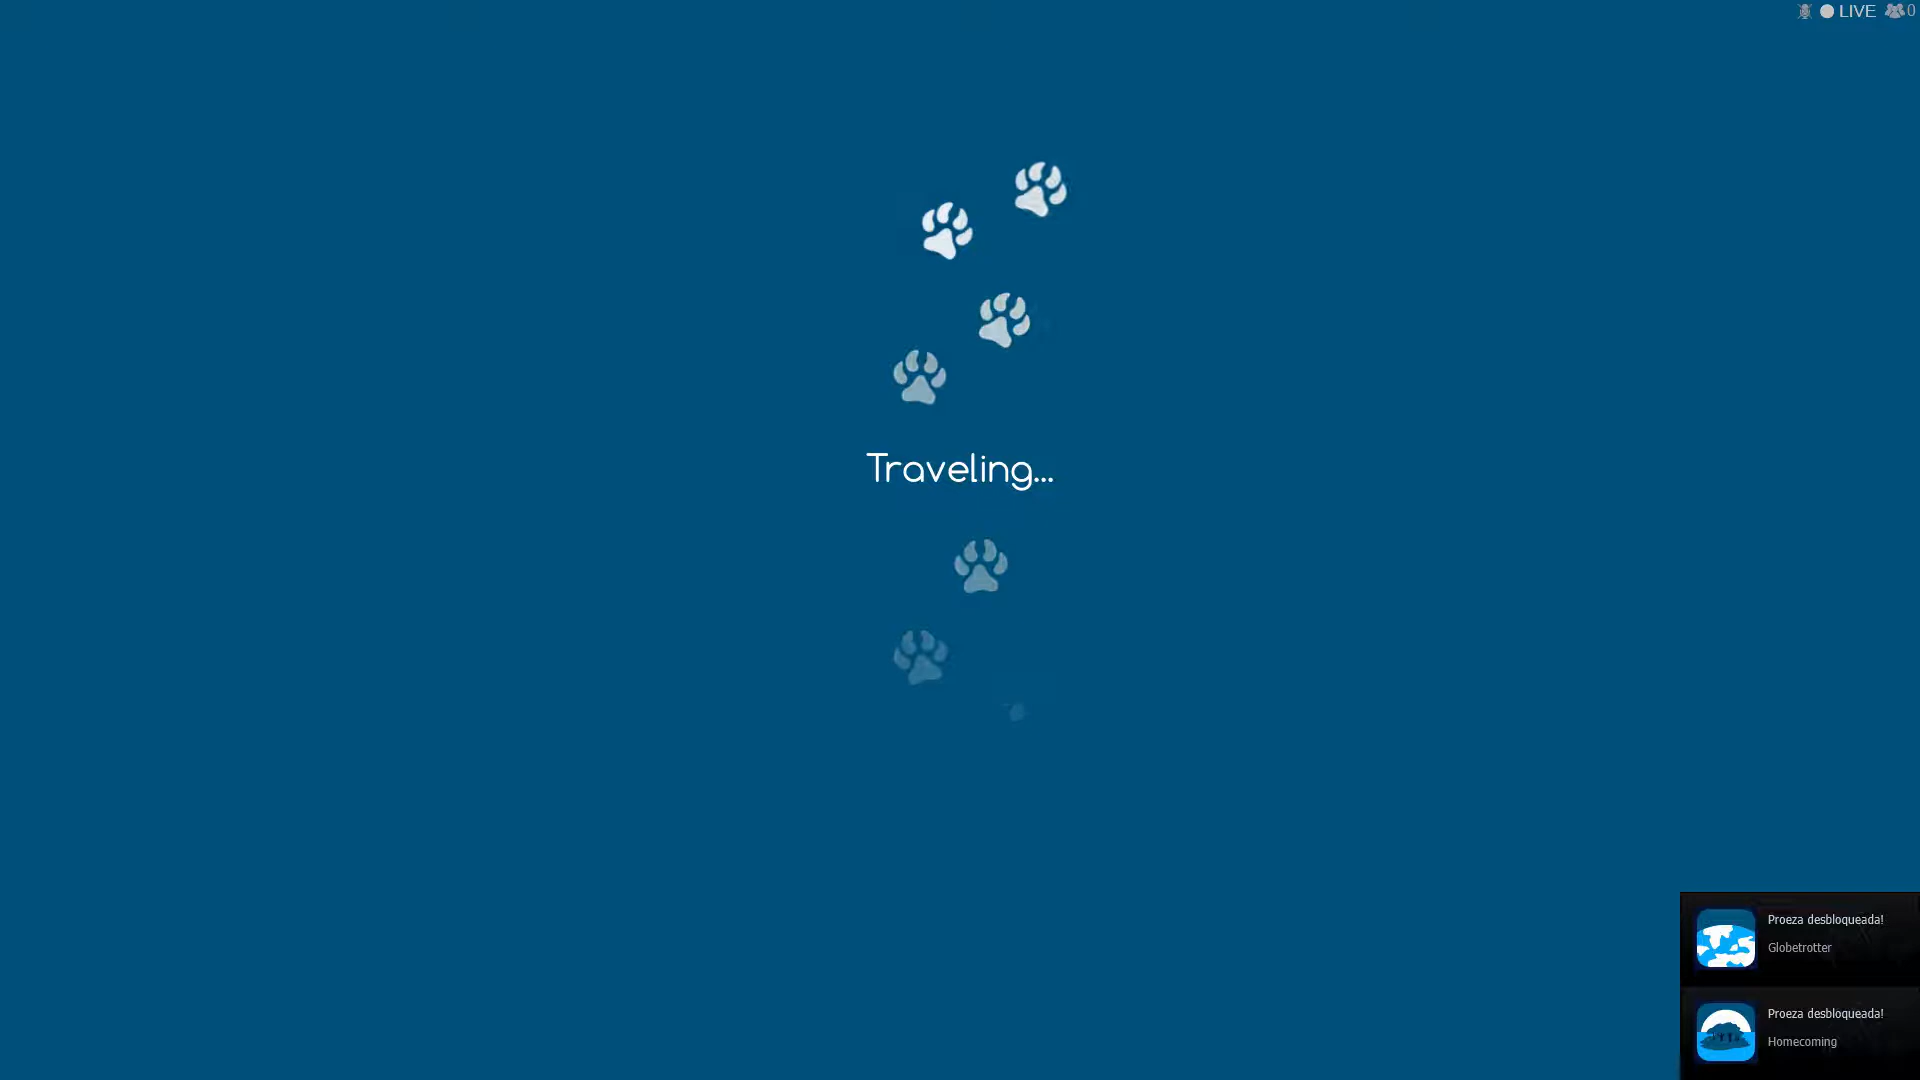 LIVE 0
Traveling...
Proeza desbloqueada!
Globetrotter
Proeza desbloqueada!
Homecoming